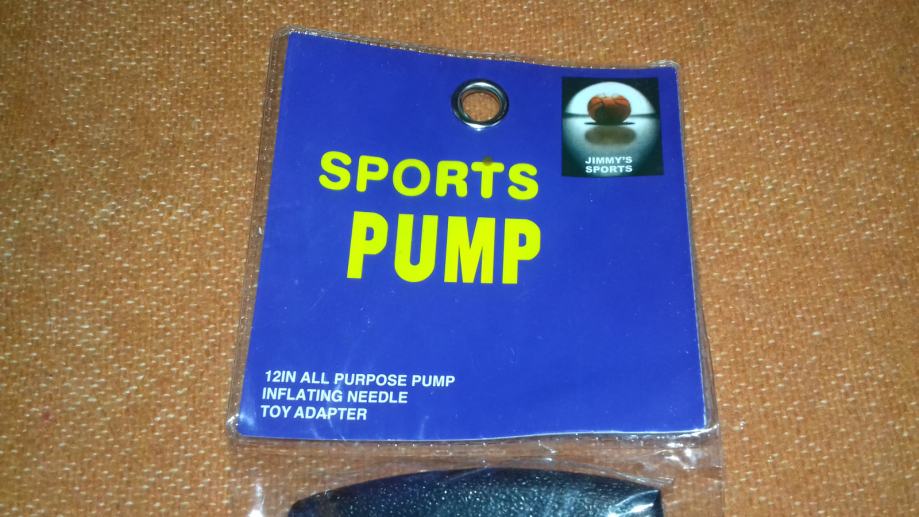 SPORTS
PUMP
JIMMY'S
SPORTS
12IN ALL PURPOSE PUMP
INFLATING NEEDLE
TOY ADAPTER